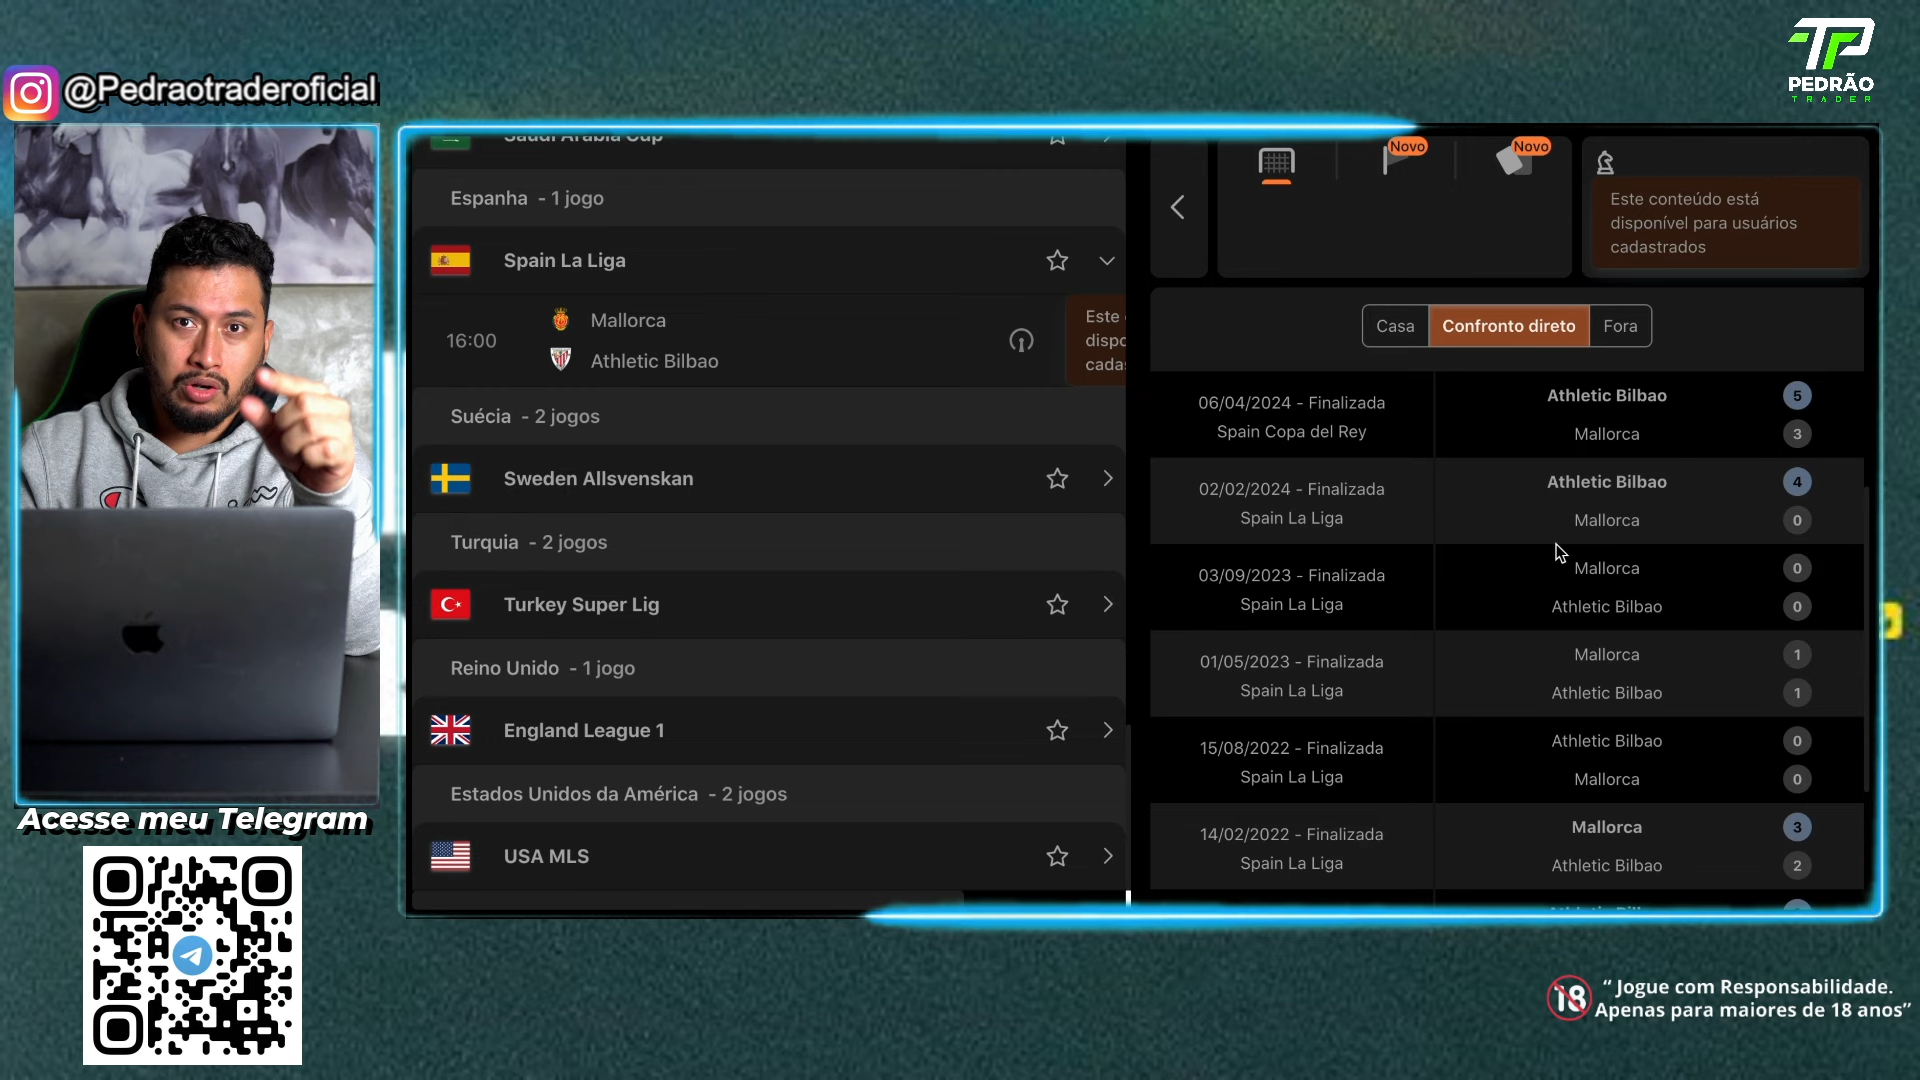 @Pedraotraderoficial
TP
PEDRÃO
TRADER
Saudi Arabia Cup
Espanha - 1 jogo
Spain La Liga
16:00
Mallorca
Athletic Bilbao
Este
dispo
cada
Suécia - 2 jogos
Sweden Allsvenskan
Turquia - 2 jogos
Turkey Super Lig
Reino Unido - 1 jogo
England League 1
Estados Unidos da América - 2 jogos
USA MLS
Novo
Novo
Este conteúdo está
disponível para usuários
cadastrados
Casa
Confronto direto
Fora
06/04/2024 - Finalizada
Spain Copa del Rey
Athletic Bilbao 5
Mallorca 3
02/02/2024 - Finalizada
Spain La Liga
Athletic Bilbao 4
Mallorca 0
03/09/2023 - Finalizada
Spain La Liga
Mallorca 0
Athletic Bilbao 0
01/05/2023 - Finalizada
Spain La Liga
Mallorca 1
Athletic Bilbao 1
15/08/2022 - Finalizada
Spain La Liga
Athletic Bilbao 0
Mallorca 0
14/02/2022 - Finalizada
Spain La Liga
Mallorca 3
Athletic Bilbao 2
Acesse meu Telegram
18
“ Jogue com Responsabilidade.
Apenas para maiores de 18 anos”